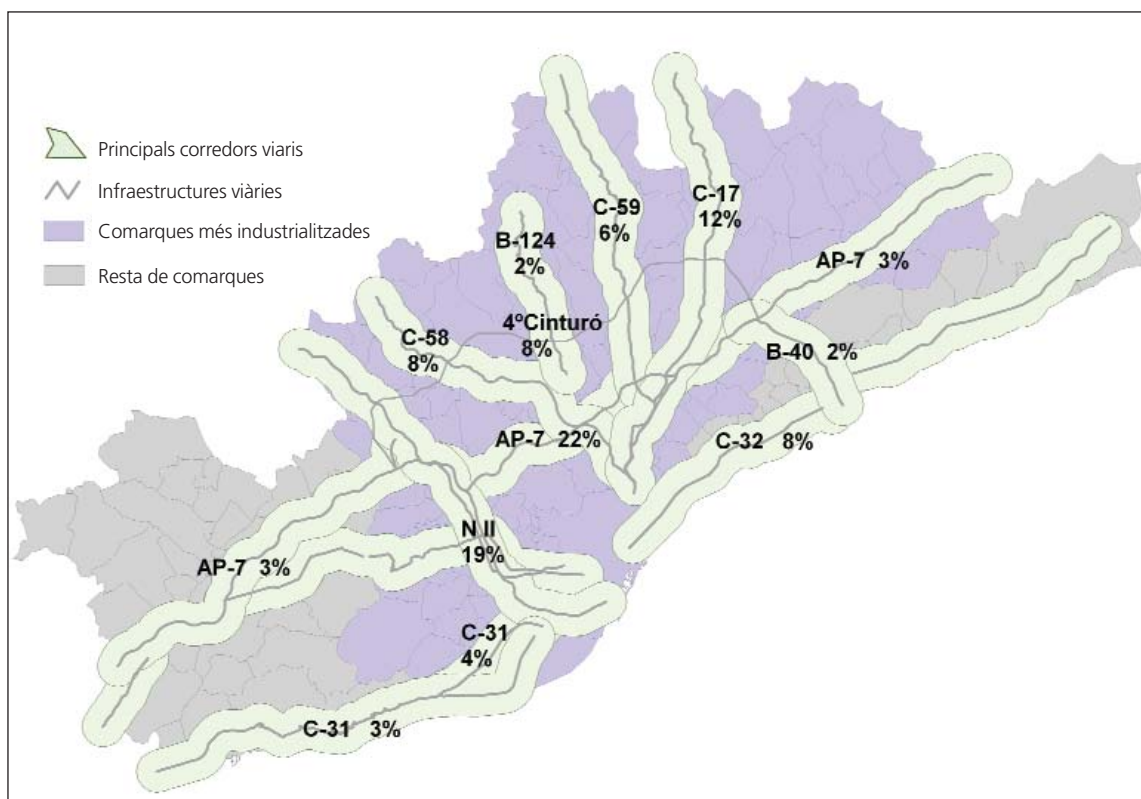 Principals corredors viaris
Infraestructures viàries
Comarques més industrialitzades
Resta de comarques
C-17
12%
C-59
6%
B-124
2%
AP-7 3%
4ºCinturó
8%
C-58
8%
B-40 2%
AP-7 22%
C-32 8%
N II
19%
AP-7 3%
C-31
4%
C-31 3%